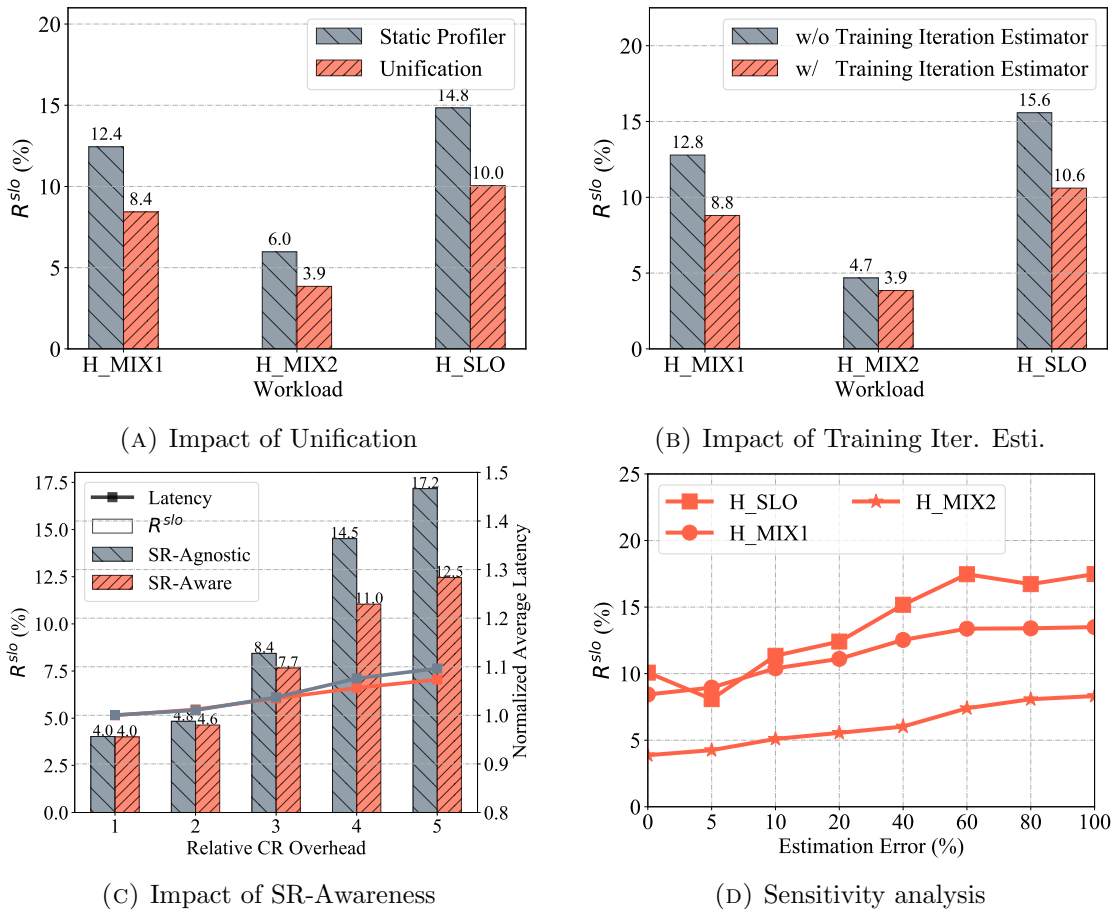 20
15
10
5
0
R^slo (%)
Static Profiler
Unification
12.4
8.4
6.0
3.9
14.8
10.0
H_MIX1 H_MIX2 H_SLO
Workload
(A) Impact of Unification
20
15
10
5
0
R^slo (%)
w/o Training Iteration Estimator
w/ Training Iteration Estimator
12.8
8.8
4.7
3.9
15.6
10.6
H_MIX1 H_MIX2 H_SLO
Workload
(B) Impact of Training Iter. Esti.
17.5
15.0
12.5
10.0
7.5
5.0
2.5
0.0
R^slo (%)
Latency
R^slo
SR-Agnostic
SR-Aware
4.0 4.0
4.8 4.6
8.4 7.7
14.5 11.0
17.2 12.5
1.5
1.4
1.3
1.2
1.1
1.0
0.9
0.8
Normalized Average Latency
1 2 3 4 5
Relative CR Overhead
(C) Impact of SR-Awareness
25
20
15
10
5
0
R^slo (%)
H_SLO H_MIX2
H_MIX1
0 5 10 20 40 60 80 100
Estimation Error (%)
(D) Sensitivity analysis